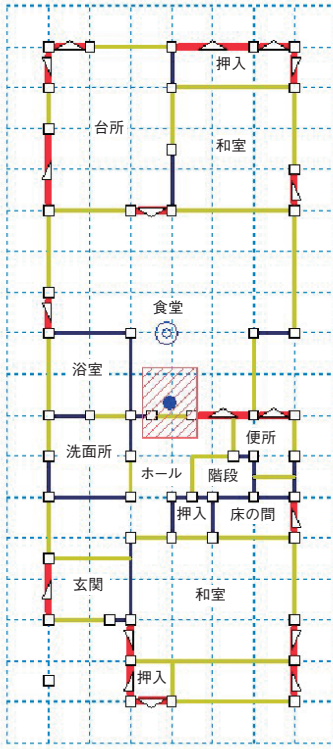 押入
台所
和室
食堂
浴室
便所
洗面所
ホール
階段
押入
床の間
玄関
和室
押入